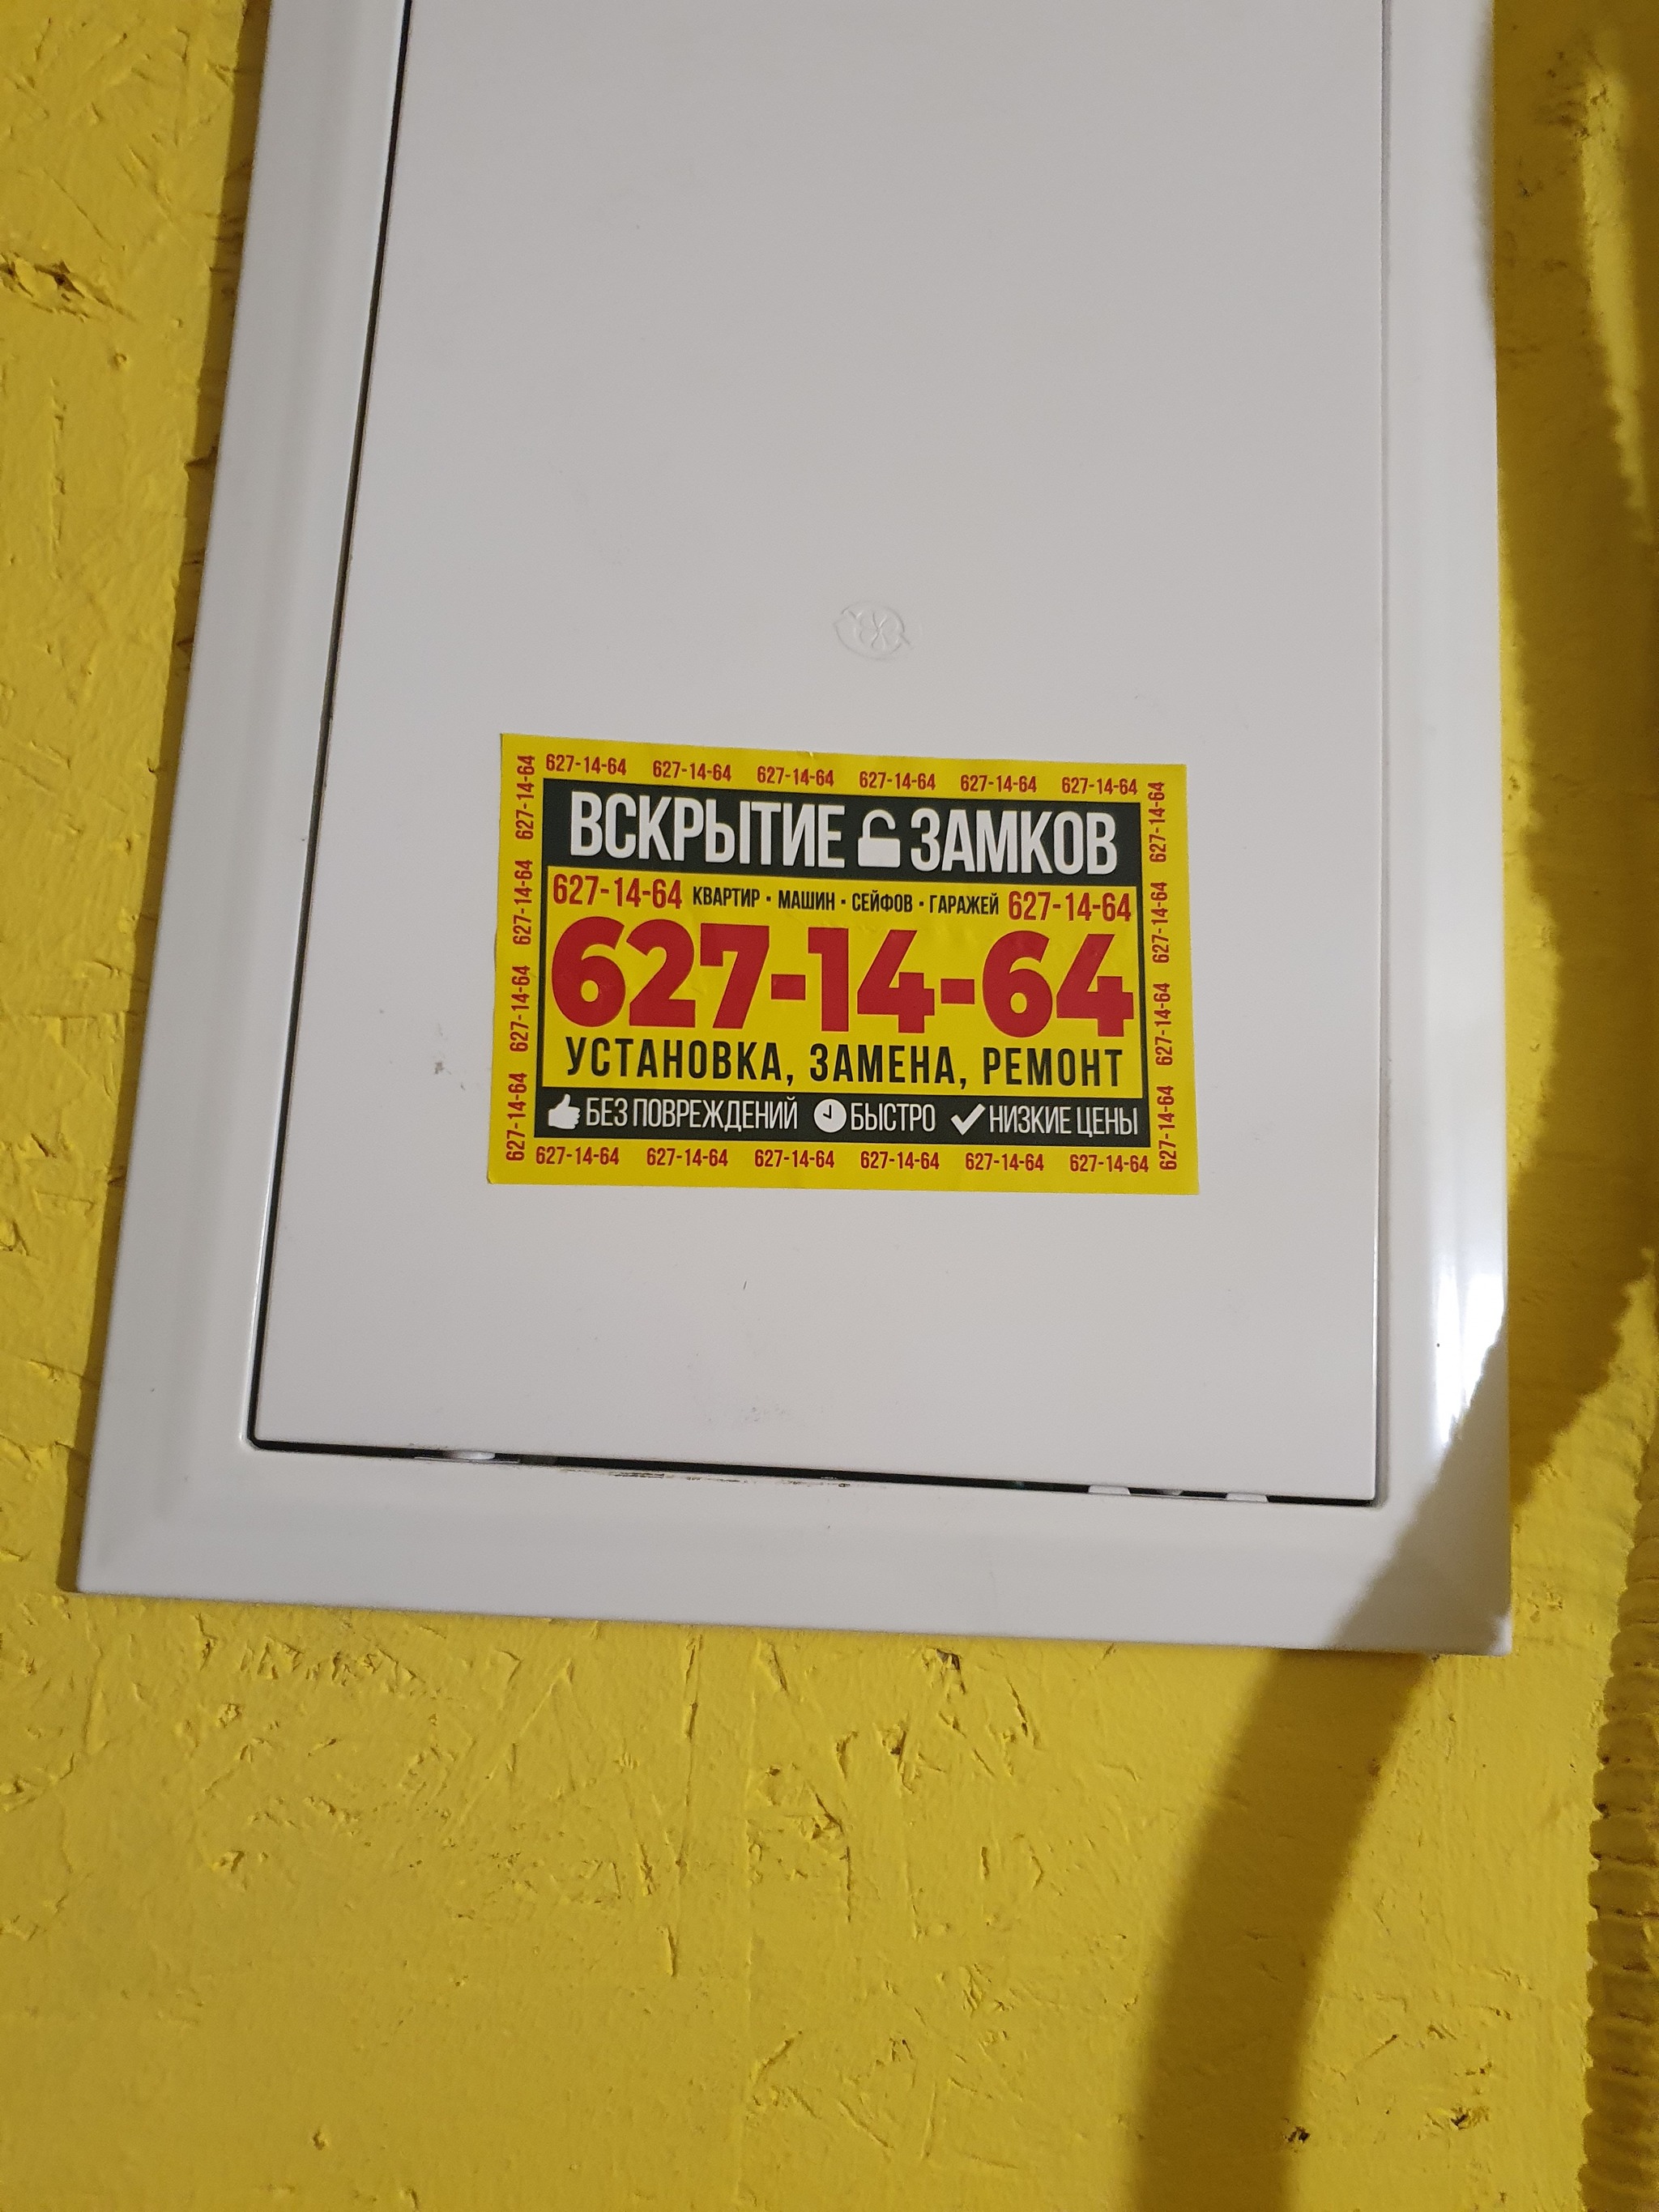 627-14-64 627-14-64 627-14-64 627-14-64 627-14-64 627-14-64
ВСКРЫТИЕ ЗАМКОВ
627-14-64 КВАРТИР · МАШИН · СЕЙФОВ · ГАРАЖЕЙ 627-14-64
627-14-64
УСТАНОВКА, ЗАМЕНА, РЕМОНТ
БЕЗ ПОВРЕЖДЕНИЙ БЫСТРО НИЗКИЕ ЦЕНЫ
627-14-64 627-14-64 627-14-64 627-14-64 627-14-64 627-14-64
627-14-64 627-14-64 627-14-64 627-14-64
627-14-64 627-14-64 627-14-64 627-14-64